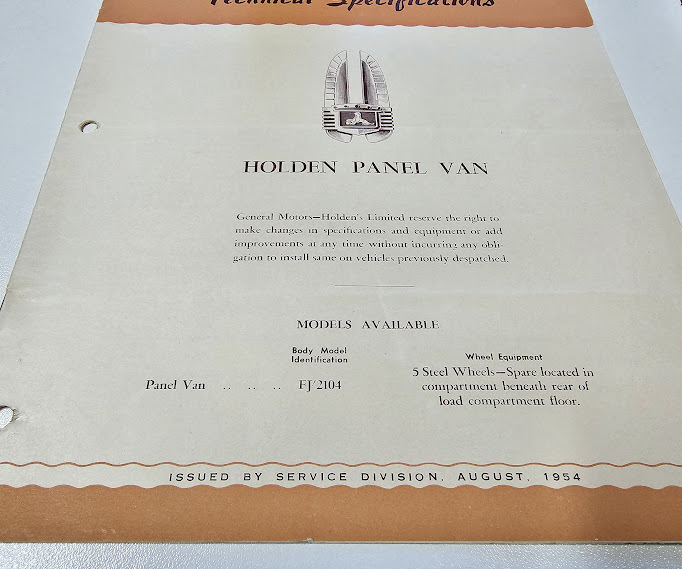 Technical Specifications
HOLDEN PANEL VAN
General Motors—Holden's Limited reserve the right to
make changes in specifications and equipment or add
improvements at any time without incurring any obli-
gation to install same on vehicles previously despatched.
MODELS AVAILABLE
Body Model
Identification
Wheel Equipment
Panel Van .. .. .. FJ/2104
5 Steel Wheels—Spare located in
compartment beneath rear of
load compartment floor.
ISSUED BY SERVICE DIVISION, AUGUST, 1954